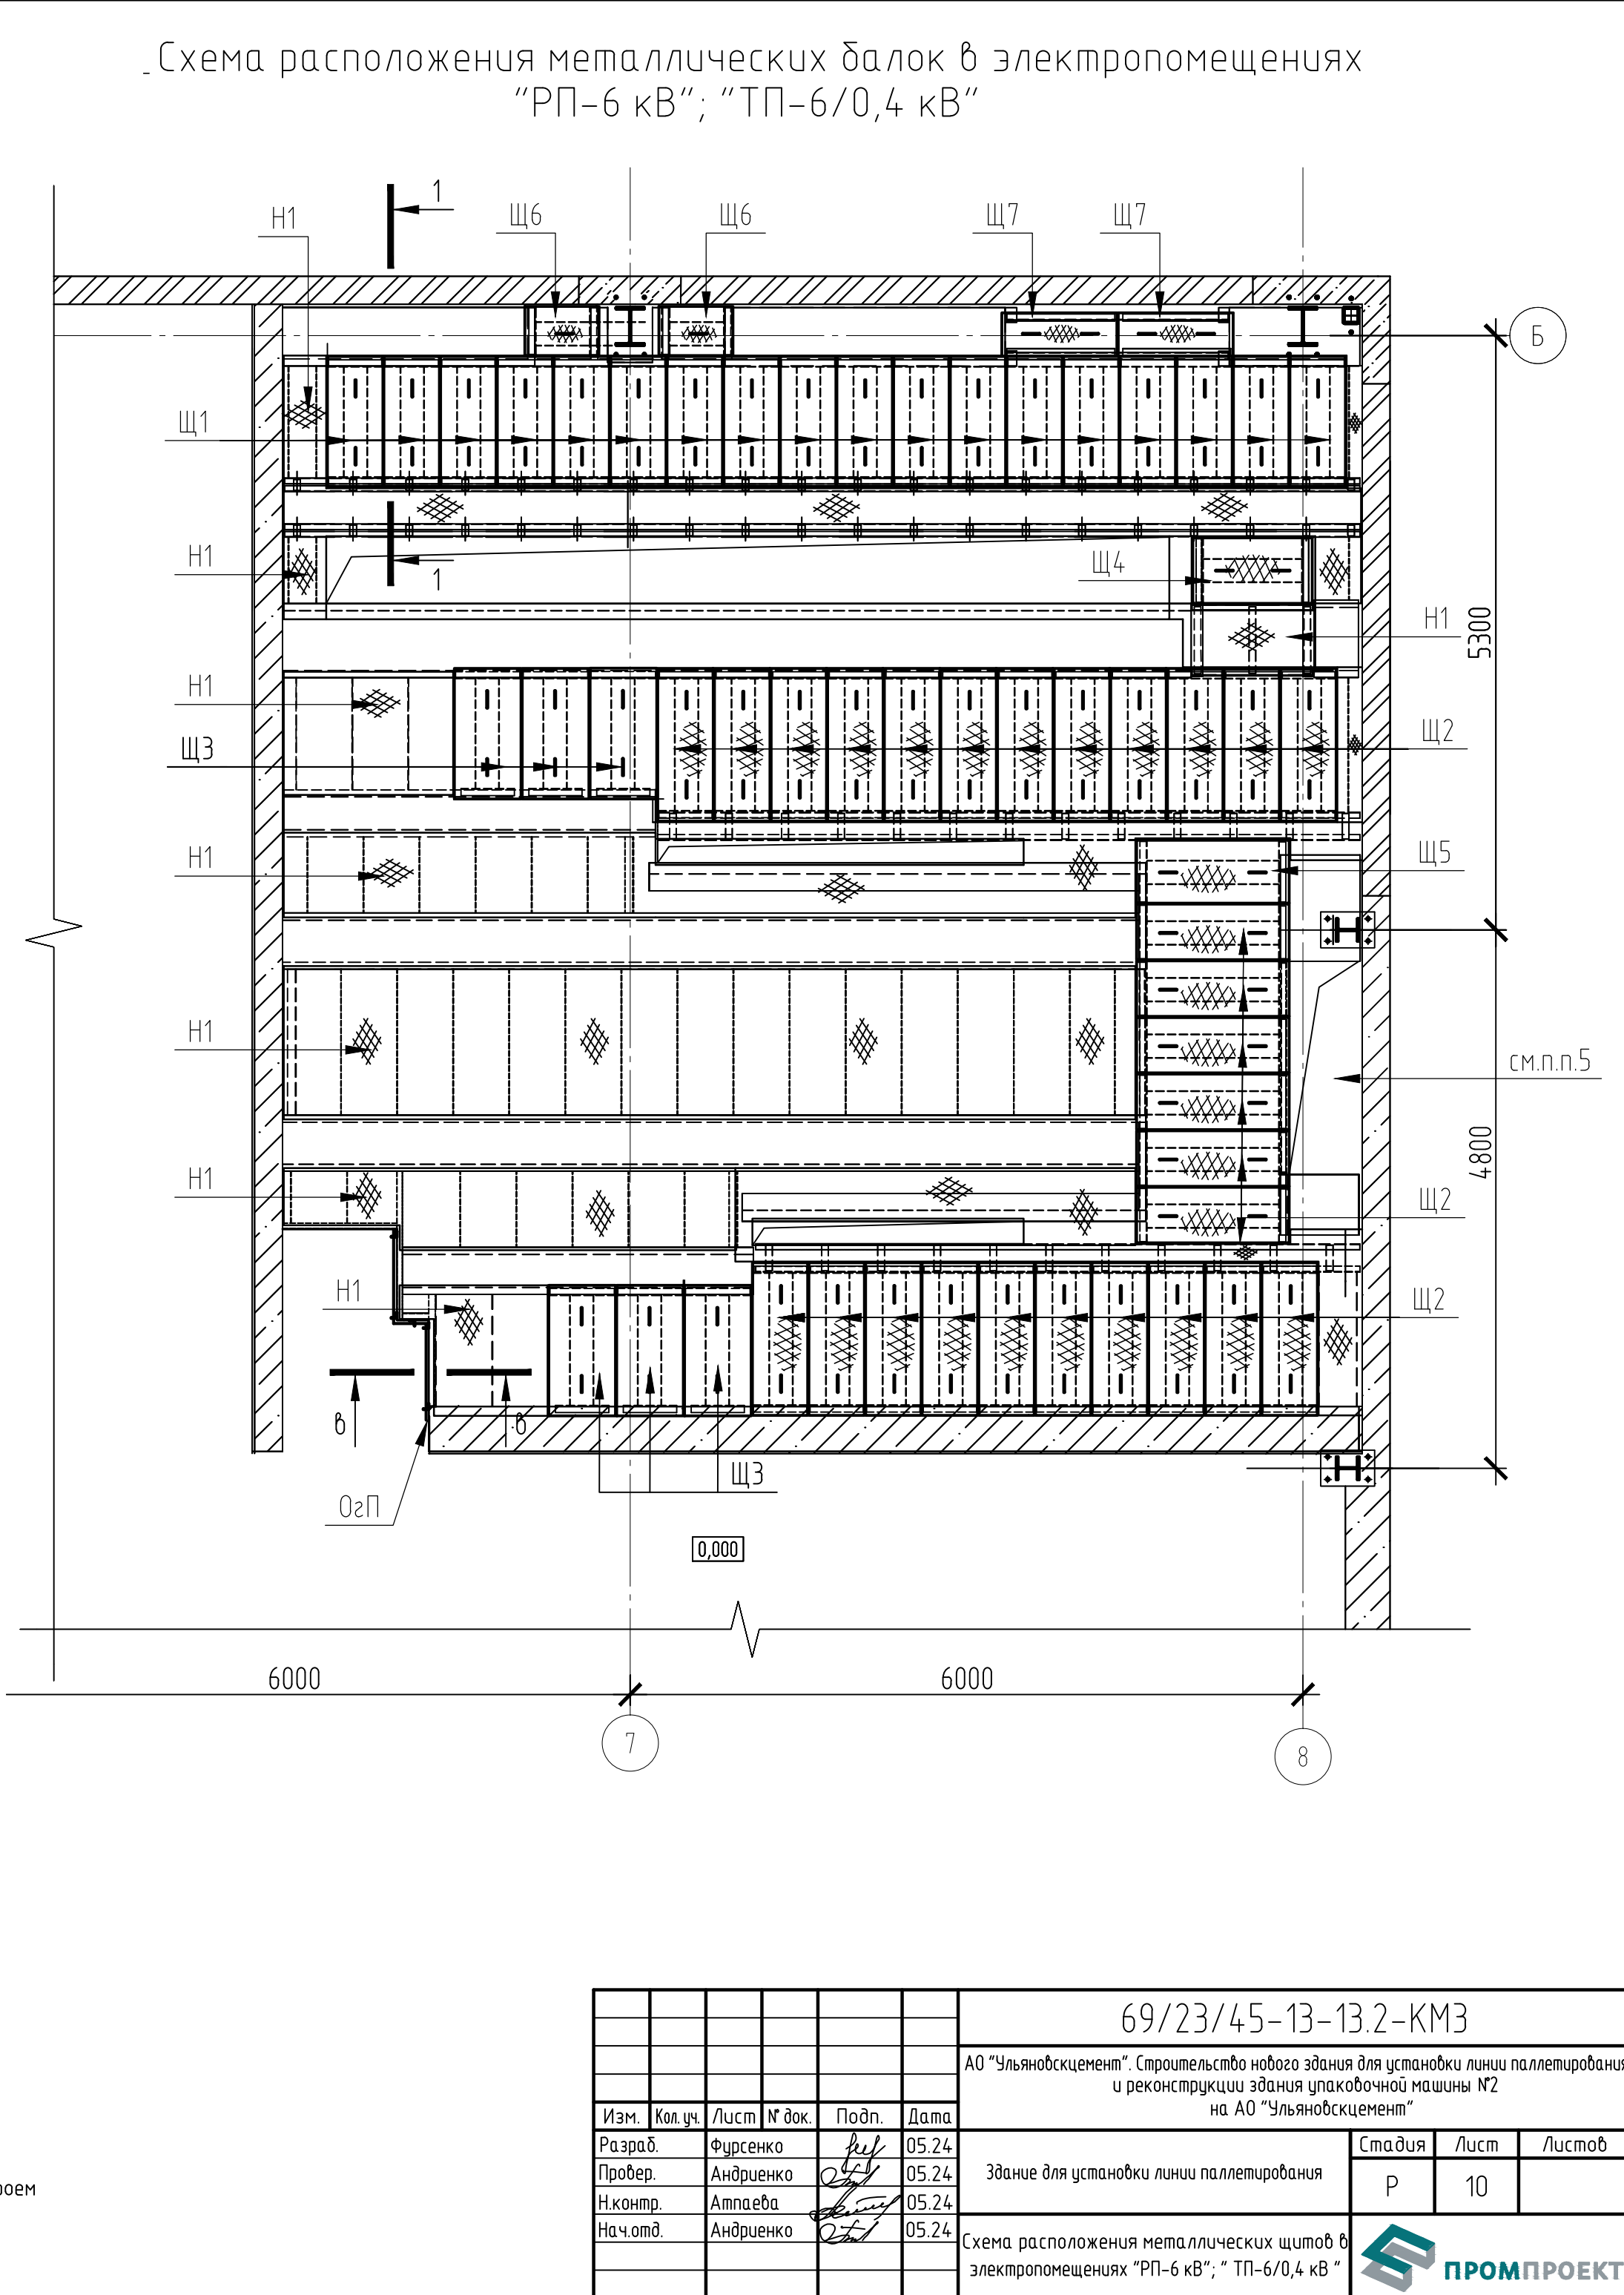 Схема расположения металлических балок в электропомещениях
"РП-6 кВ"; "ТП-6/0,4 кВ"
1
Н1
Щ6
Щ6
Щ7
Щ7
Б
Щ1
Н1
1
Щ4
Н1
5300
Н1
Щ3
Щ2
Н1
Щ5
Н1
см.п.п.5
4800
Н1
Щ2
Н1
Щ2
в
в
Щ3
ОгП
0,000
6000
6000
7
8
69/23/45-13-13.2-КМ3
АО "Ульяновскцемент". Строительство нового здания для установки линии паллетирования
и реконструкции здания упаковочной машины №2
на АО "Ульяновскцемент"
Изм. Кол.уч. Лист № док. Подп. Дата
Разраб. Фурсенко 05.24
Стадия Лист Листов
Провер. Андриенко 05.24
Здание для установки линии паллетирования
Р 10
Н.контр. Атпаева 05.24
Нач.отд. Андриенко 05.24
Схема расположения металлических щитов в
электропомещениях "РП-6 кВ"; " ТП-6/0,4 кВ "
ПРОМПРОЕКТ